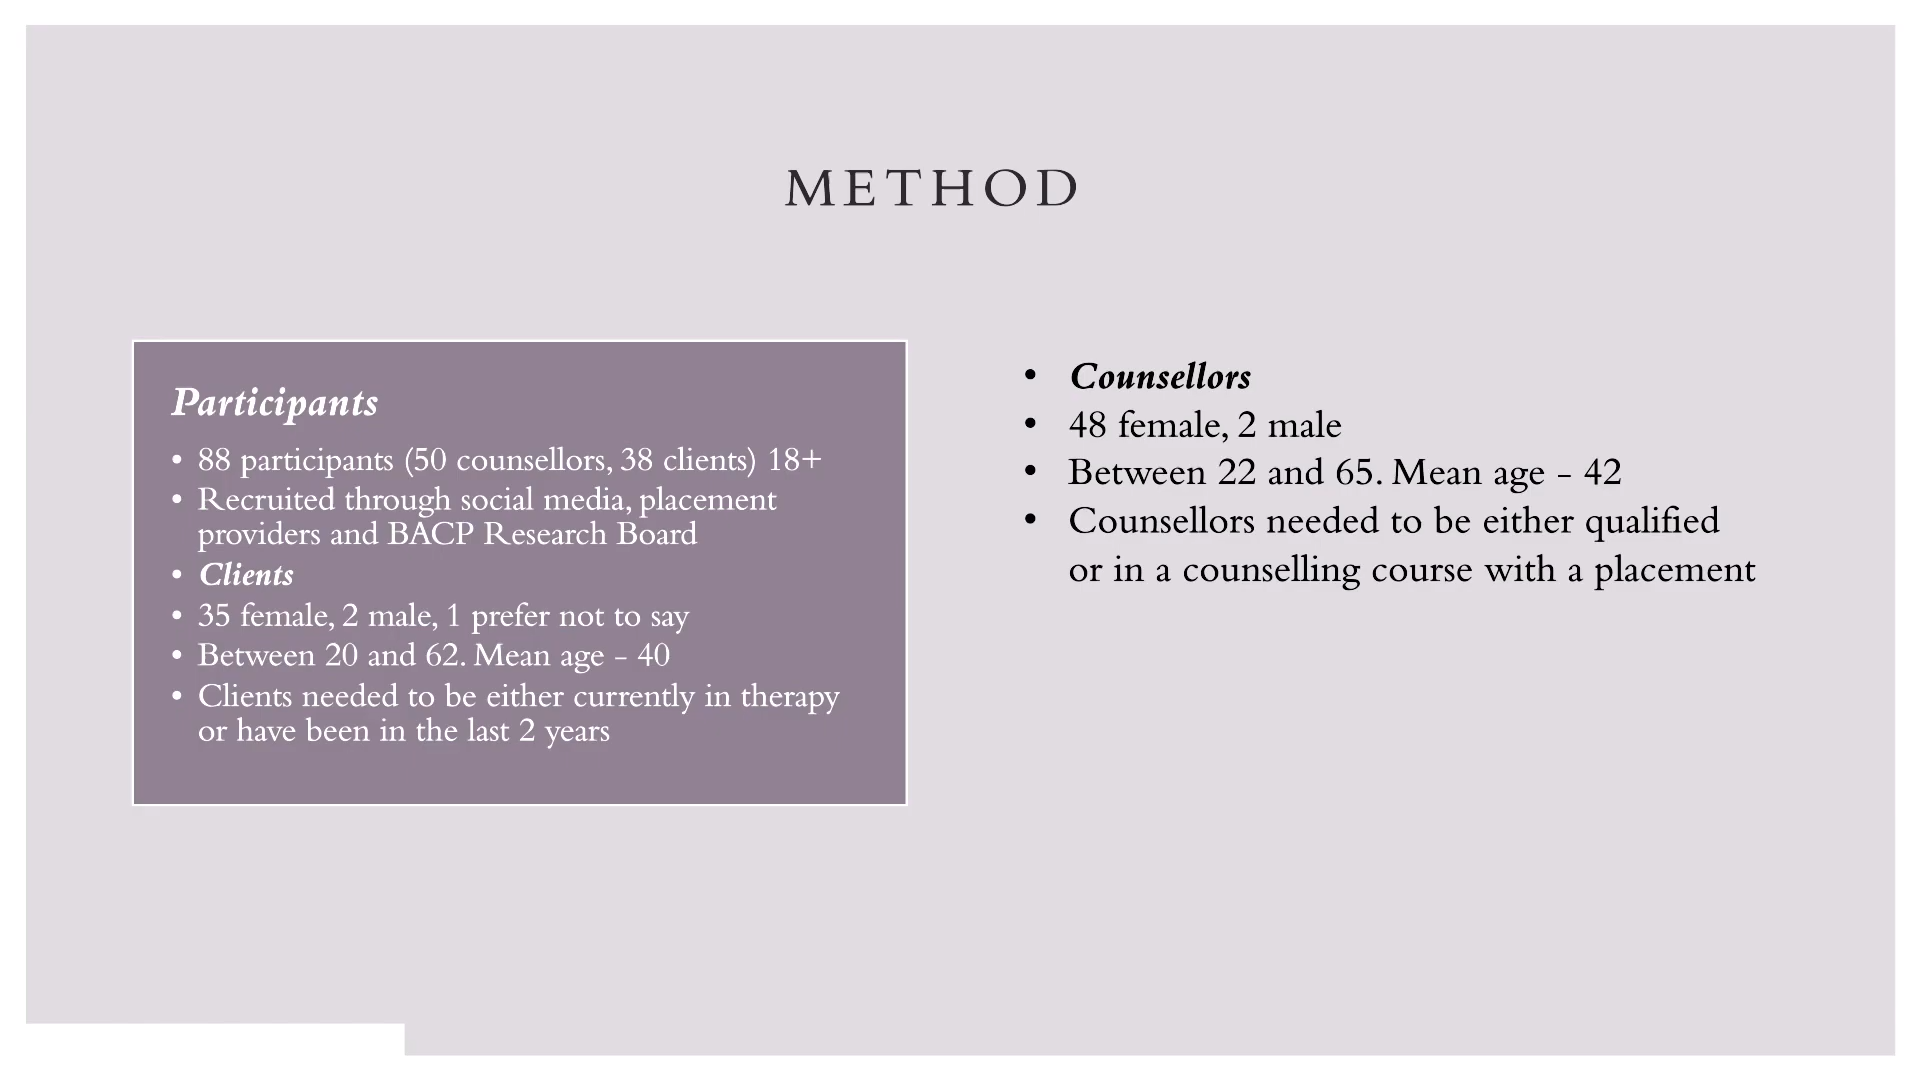 METHOD
Participants
• 88 participants (50 counsellors, 38 clients) 18+
• Recruited through social media, placement
providers and BACP Research Board
• Clients
• 35 female, 2 male, 1 prefer not to say
• Between 20 and 62. Mean age - 40
• Clients needed to be either currently in therapy
or have been in the last 2 years
• Counsellors
• 48 female, 2 male
• Between 22 and 65. Mean age - 42
• Counsellors needed to be either qualified
or in a counselling course with a placement